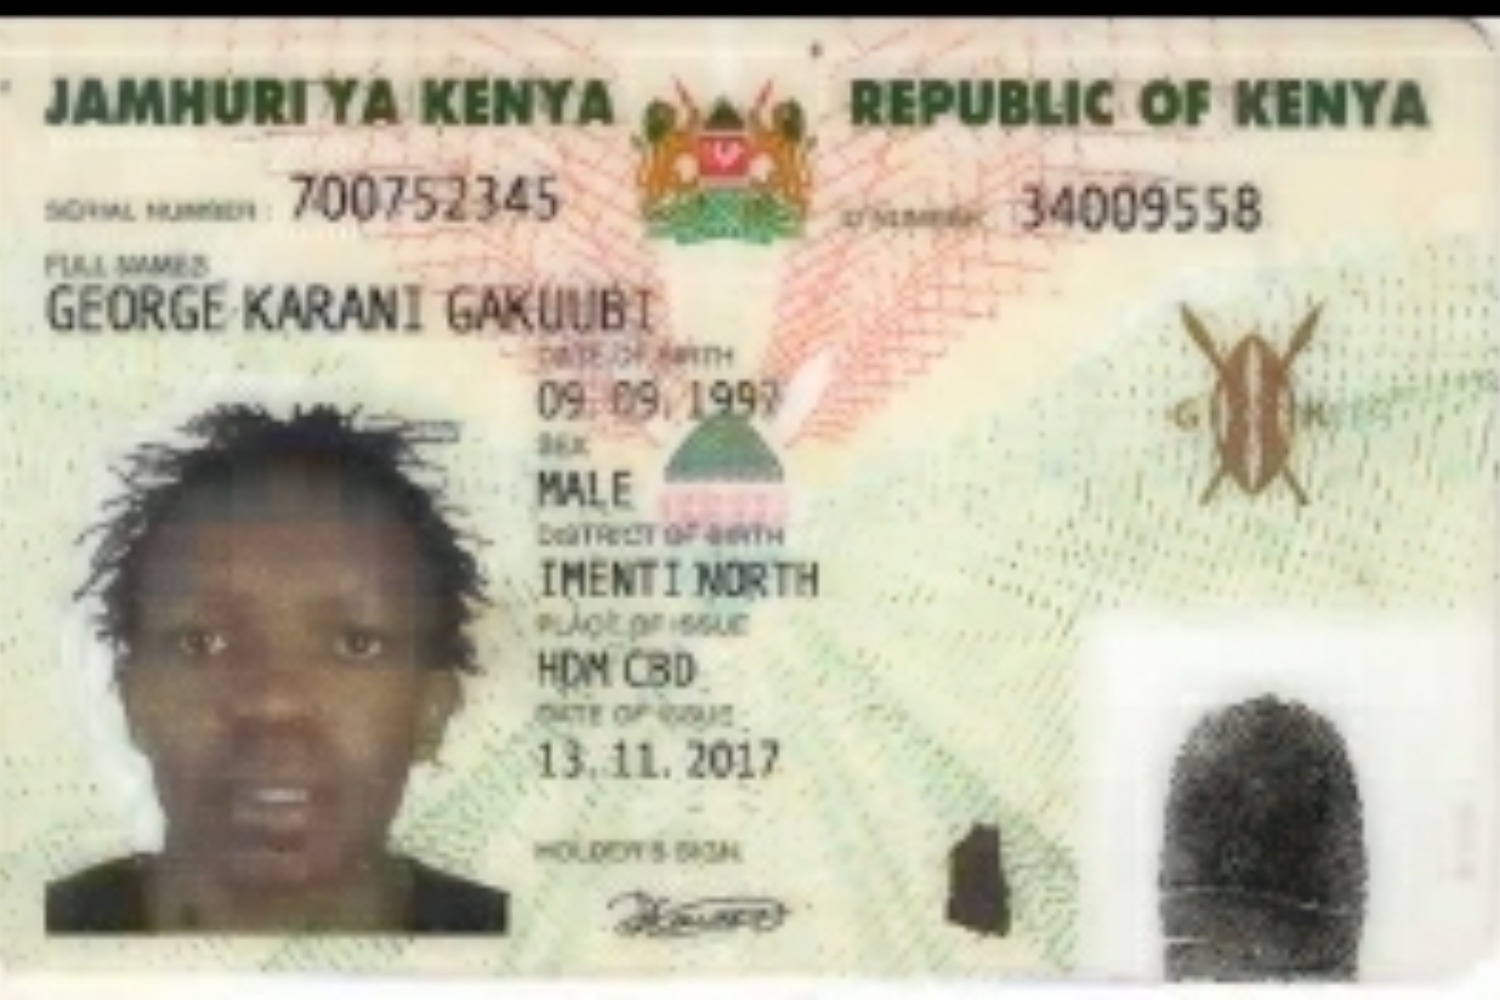 JAMHURI YA KENYA REPUBLIC OF KENYA
SERIAL NUMBER : 700752345 ID NUMBER: 34009558
FULL NAMES
GEORGE KARANI GAKUUBI
DATE OF BIRTH
09. 09. 1997
SEX
MALE
DISTRICT OF BIRTH
IMENTI NORTH
PLACE OF ISSUE
HDM CBD
DATE OF ISSUE
13. 11. 2017
HOLDER'S SIGN.
G K